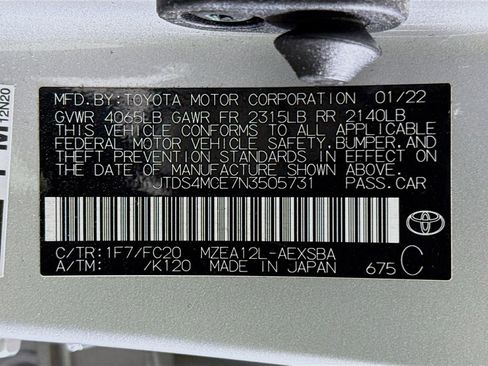 MFD.BY:TOYOTA MOTOR CORPORATION 01/22
GVWR 4065LB GAWR FR 2315LB RR 2140LB
THIS VEHICLE CONFORMS TO ALL APPLICABLE
FEDERAL MOTOR VEHICLE SAFETY,BUMPER,AND
THEFT PREVENTION STANDARDS IN EFFECT ON
THE DATE OF MANUFACTURE SHOWN ABOVE.
JTDS4MCE7N3505731 PASS.CAR
C/TR:1F7/FC20 MZEA12L-AEXSBA
A/TM: /K120 MADE IN JAPAN 675 C
12N20